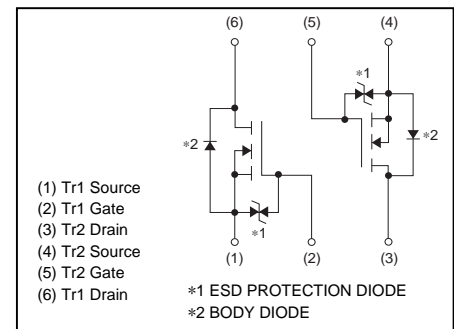 (6) (5) (4)
∗1
∗2
∗2
(1) Tr1 Source
(2) Tr1 Gate
(3) Tr2 Drain
(4) Tr2 Source
(5) Tr2 Gate
(6) Tr1 Drain
∗1
(1) (2) (3)
∗1 ESD PROTECTION DIODE
∗2 BODY DIODE